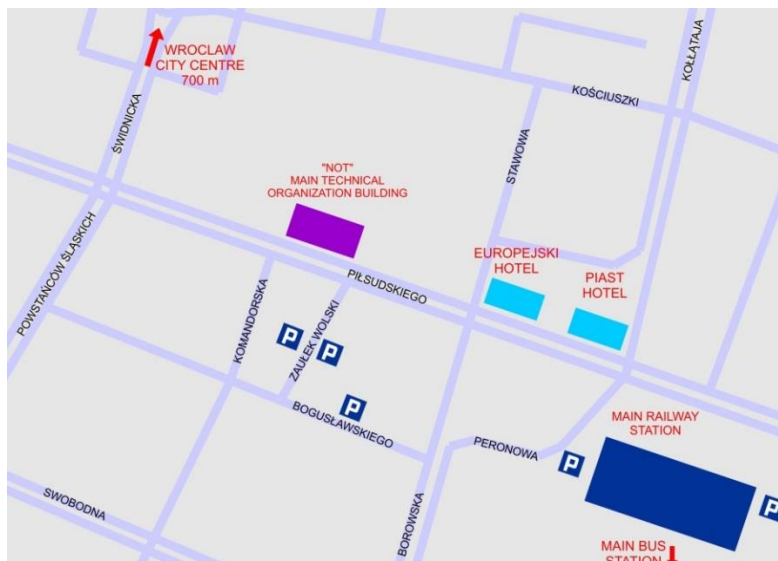 WROCLAW
CITY CENTRE
700 m
KOŁŁĄTAJA
KOŚCIUSZKI
ŚWIDNICKA
STAWOWA
"NOT"
MAIN TECHNICAL
ORGANIZATION BUILDING
POWSTAŃCÓW ŚLĄSKICH
EUROPEJSKI
HOTEL
PIAST
HOTEL
PIŁSUDSKIEGO
KOMANDORSKA
ZAUŁEK WOLSKI
P
P
P
BOGUSŁAWSKIEGO
MAIN RAILWAY
STATION
PERONOWA
P
P
SWOBODNA
BOROWSKA
MAIN BUS
STATION